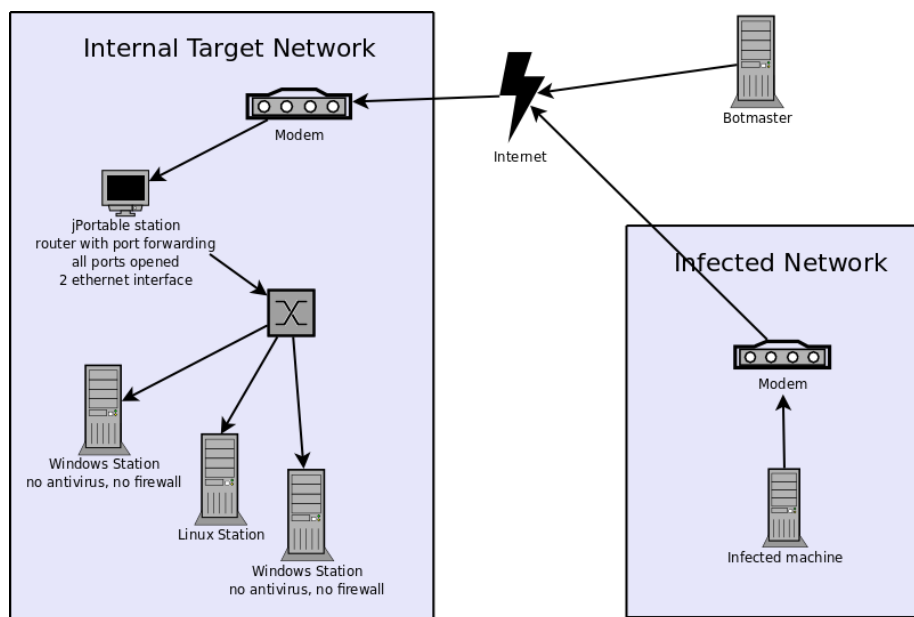 Internal Target Network
Botmaster
Modem
Internet
jPortable station
router with port forwarding
all ports opened
2 ethernet interface
Infected Network
Modem
Windows Station
no antivirus, no firewall
Linux Station
Windows Station
no antivirus, no firewall
Infected machine